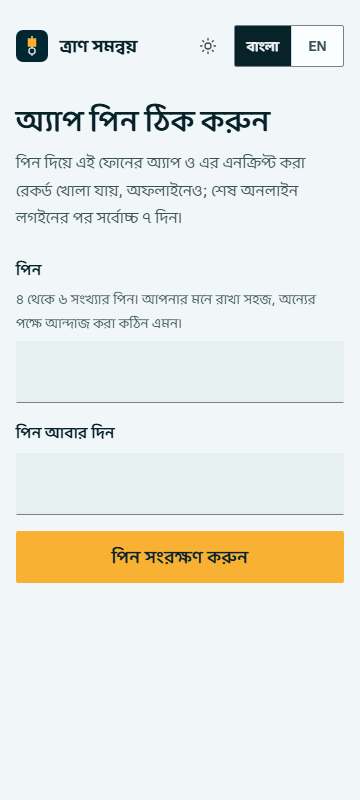 ত্রাণ সমন্বয়
বাংলা
EN
অ্যাপ পিন ঠিক করুন
পিন দিয়ে এই ফোনের অ্যাপ ও এর এনক্রিপ্ট করা
রেকর্ড খোলা যায়, অফলাইনেও; শেষ অনলাইন
লগইনের পর সর্বোচ্চ ৭ দিন।
পিন
৪ থেকে ৬ সংখ্যার পিন। আপনার মনে রাখা সহজ, অন্যের
পক্ষে আন্দাজ করা কঠিন এমন।
পিন আবার দিন
পিন সংরক্ষণ করুন